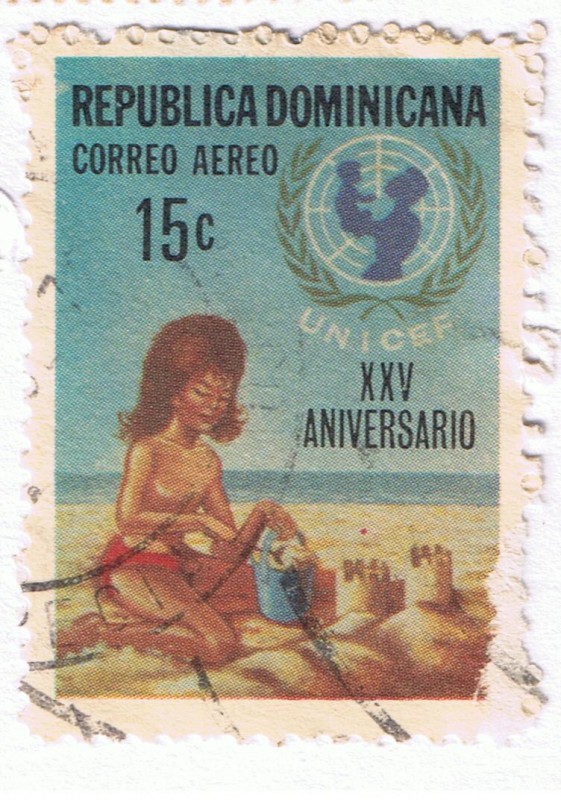 REPUBLICA DOMINICANA
CORREO AEREO
15c
UNICEF
XXV
ANIVERSARIO